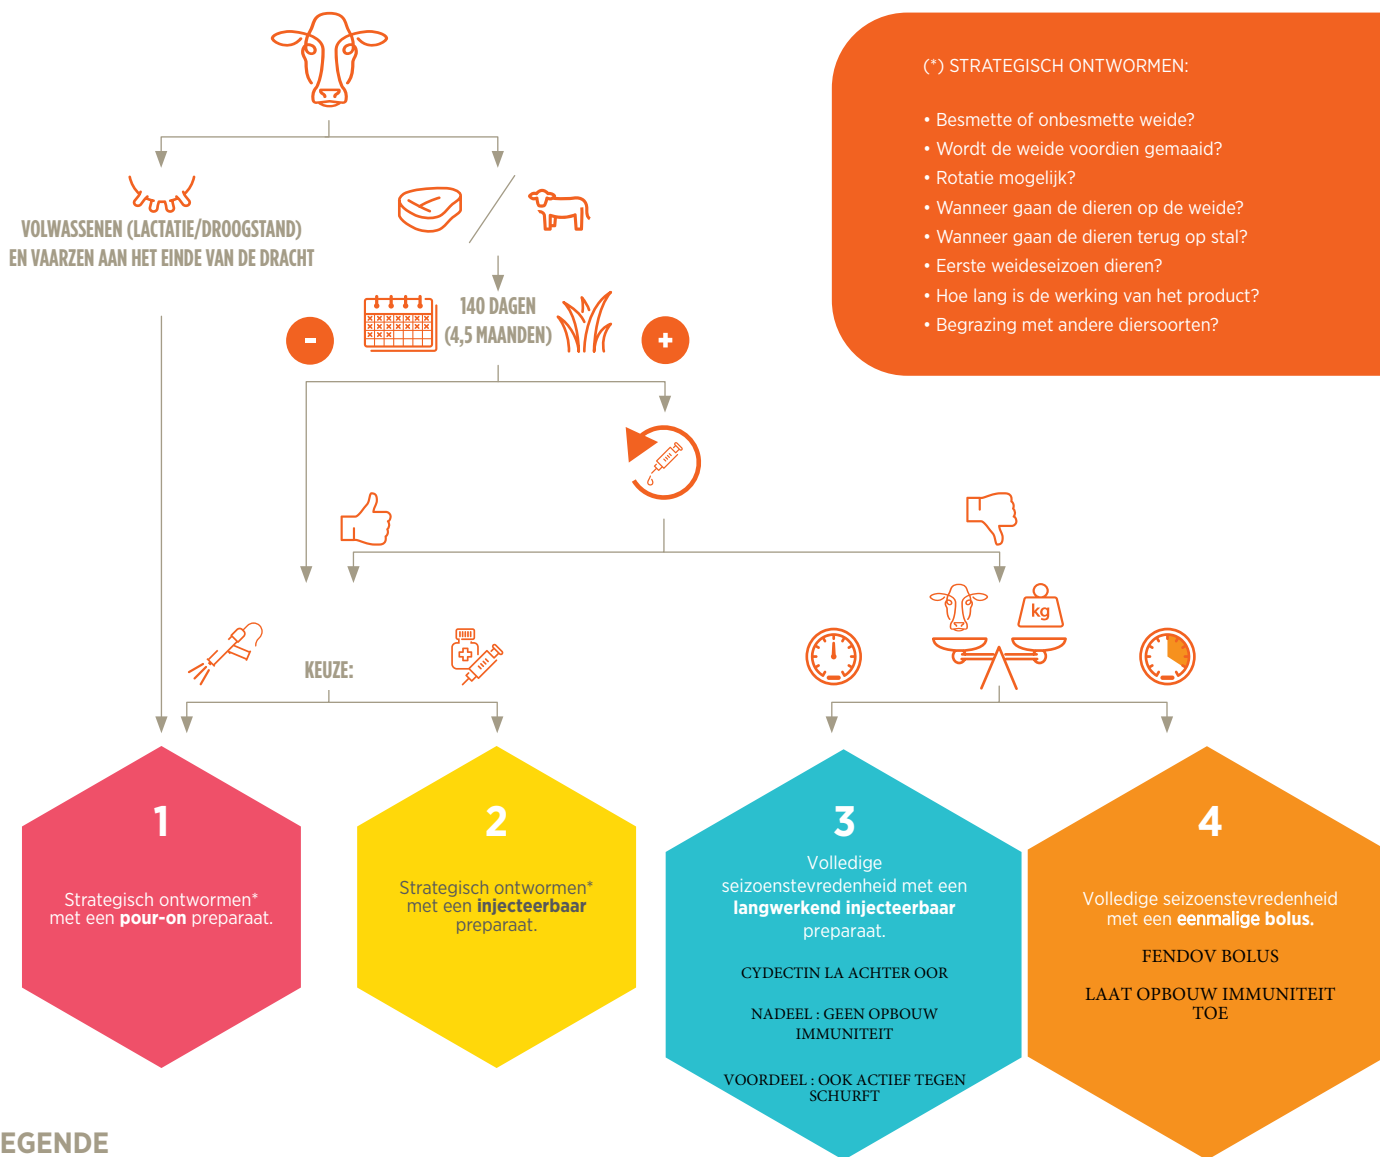 (*) STRATEGISCH ONTWORMEN:
• Besmette of onbesmette weide?
• Wordt de weide voordien gemaaid?
• Rotatie mogelijk?
• Wanneer gaan de dieren op de weide?
• Wanneer gaan de dieren terug op stal?
• Eerste weideseizoen dieren?
• Hoe lang is de werking van het product?
• Begrazing met andere diersoorten?
VOLWASSENEN (LACTATIE/DROOGSTAND)
EN VAARZEN AAN HET EINDE VAN DE DRACHT
140 DAGEN
(4,5 MAANDEN)
-
+
kg
KEUZE:
1
Strategisch ontwormen*
met een pour-on preparaat.
2
Strategisch ontwormen*
met een injecteerbaar
preparaat.
3
Volledige
seizoenstevredenheid met een
langwerkend injecteerbaar
preparaat.
CYDECTIN LA ACHTER OOR
NADEEL : GEEN OPBOUW
IMMUNITEIT
VOORDEEL : OOK ACTIEF TEGEN
SCHURFT
4
Volledige seizoenstevredenheid
met een eenmalige bolus.
FENDOV BOLUS
LAAT OPBOUW IMMUNITEIT
TOE
EGENDE